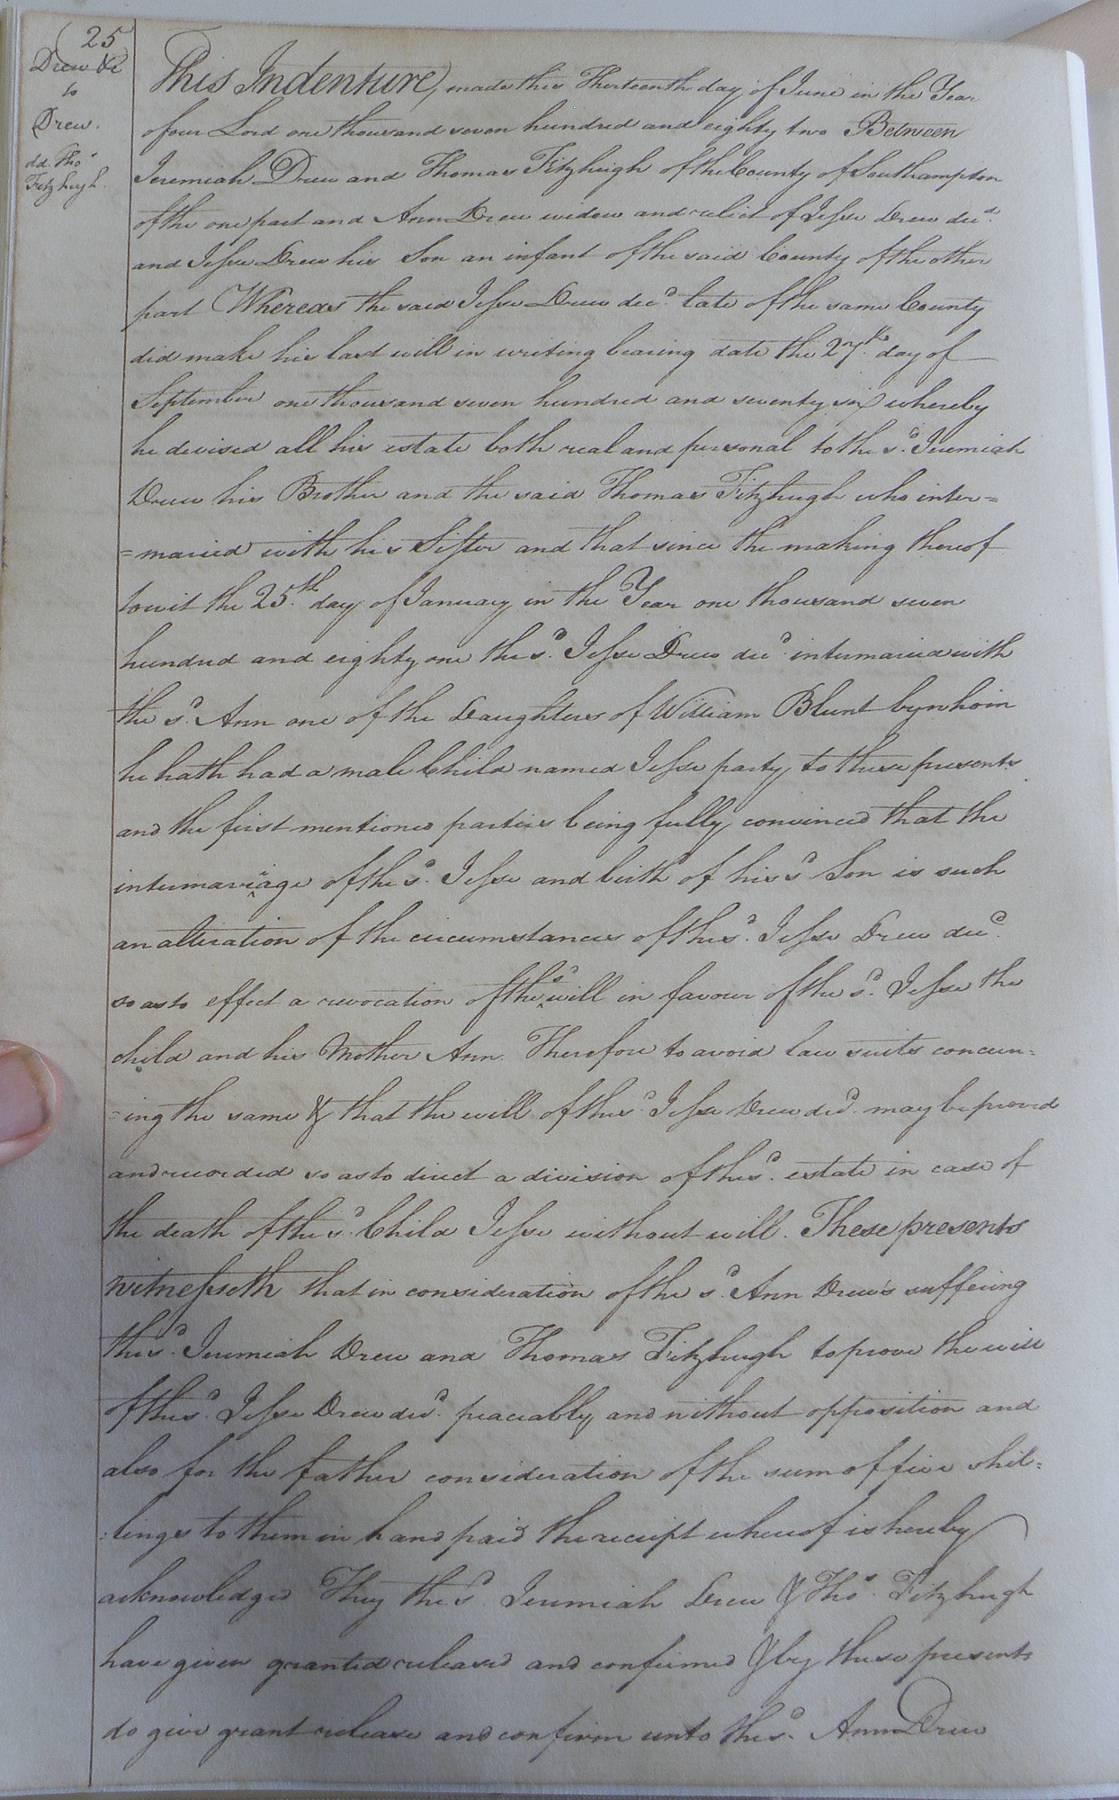 (25
Drew &c
to
Drew.
dd. Thos
Fitzhugh.
This Indenture, made this Thirteenth day of June in the Year
of our Lord one thousand seven hundred and eighty two Between
Jeremiah Drew and Thomas Fitzhugh of the County of Southampton
of the one part and Ann Drew widow and relict of Jesse Drew decd.
and Jesse Drew his Son an infant of the said County of the other
part Whereas the said Jesse Drew decd. late of the same County
did make his last will in writing bearing date the 27th day of
September one thousand seven hundred and seventy six whereby
he devised all his estate both real and personal to the sd. Jeremiah
Drew his Brother and the said Thomas Fitzhugh who inter=
=maried with his Sister and that since the making thereof
towit the 25th. day of January in the Year one thousand seven
hundred and eighty one the sd. Jesse Drew decd. intermaried with
the sd. Ann one of the Daughters of William Blunt by whom
he hath had a male Child named Jesse party to these presents
and the first mentioned parties being fully convinced that the
intermariage of the sd. Jesse and birth of his sd Son is such
an alteration of the circumstances of the sd. Jesse Drew decd.
so as to effect a revocation of the sd will in favour of the sd. Jesse the
child and his Mother Ann. Therefore to avoid law suits concern=
=ing the same & that the will of the sd. Jesse Drew decd. may be proved
and recorded so as to direct a division of the sd. estate in case of
the death of the sd. Child Jesse without will. These presents
witnesseth that in consideration of the sd. Ann Drew's suffering
the sd. Jeremiah Drew and Thomas Fitzhugh to prove the will
of the sd. Jesse Drew decd. peaceably and without opposition and
also for the father consideration of the sum of five shil=
:lings to them in hand paid the receipt whereof is hereby
acknowledged They the sd. Jeremiah Drew & Thos. Fitzhugh
have given granted released and confirmed & by these presents
do give grant release and confirm unto the sd. Ann Drew